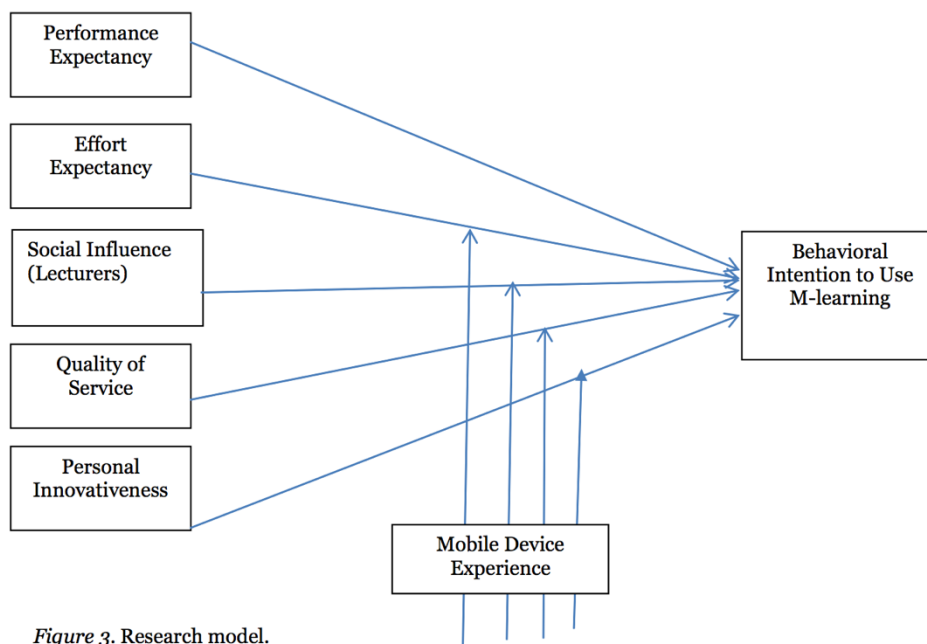 Performance
Expectancy
Effort
Expectancy
Social Influence
(Lecturers)
Behavioral
Intention to Use
M-learning
Quality of
Service
Personal
Innovativeness
Mobile Device
Experience
Figure 3. Research model.